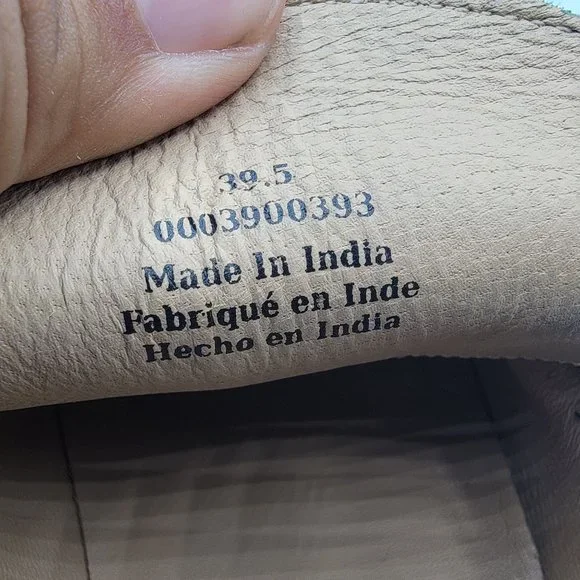 39.5
0003900393
Made In India
Fabriqué en Inde
Hecho en India